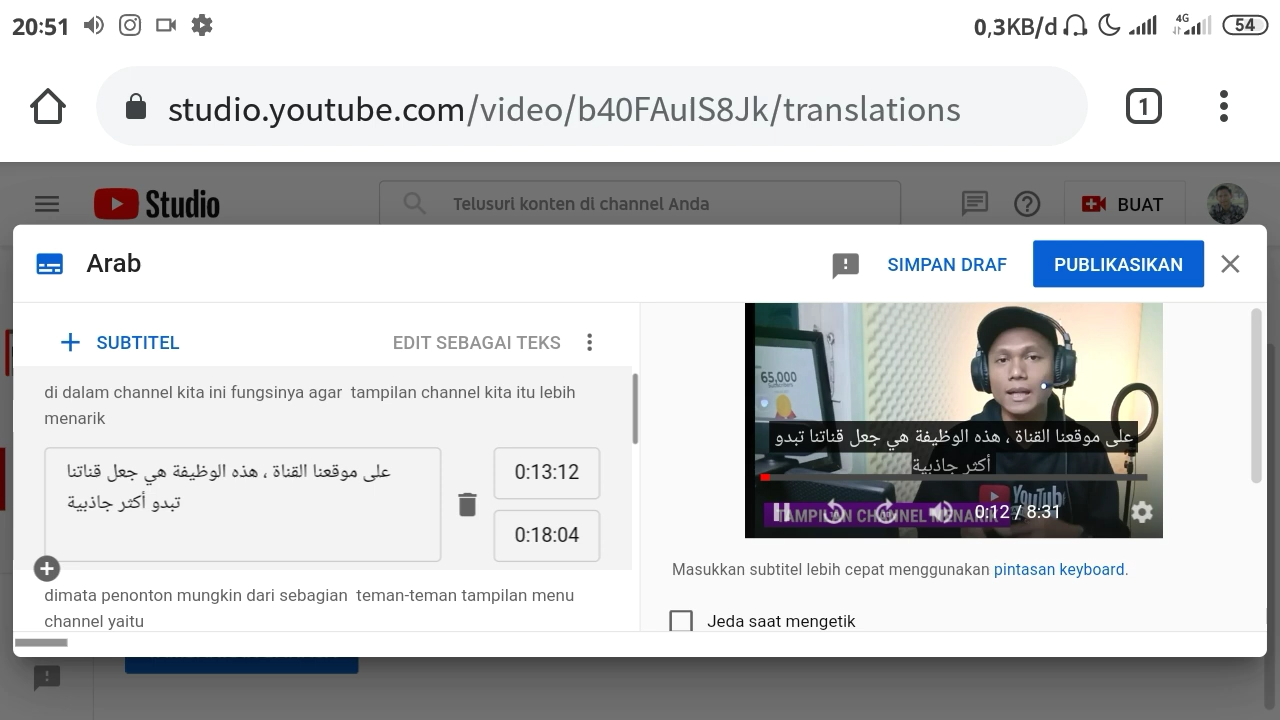 20:51
0,3KB/d 4G 54
studio.youtube.com/video/b40FAuIS8Jk/translations 1
Studio Telusuri konten di channel Anda BUAT
Arab SIMPAN DRAF PUBLIKASIKAN
SUBTITEL EDIT SEBAGAI TEKS
di dalam channel kita ini fungsinya agar tampilan channel kita itu lebih
menarik
على موقعنا القناة ، هذه الوظيفة هي جعل قناتنا
تبدو أكثر جاذبية
0:13:12
0:18:04
dimata penonton mungkin dari sebagian teman-teman tampilan menu
channel yaitu
65,000
على موقعنا القناة ، هذه الوظيفة هي جعل قناتنا تبدو
أكثر جاذبية
YouTube
TAMPILAN CHANNEL MENARIK
0:12 / 8:31
Masukkan subtitel lebih cepat menggunakan pintasan keyboard.
Jeda saat mengetik